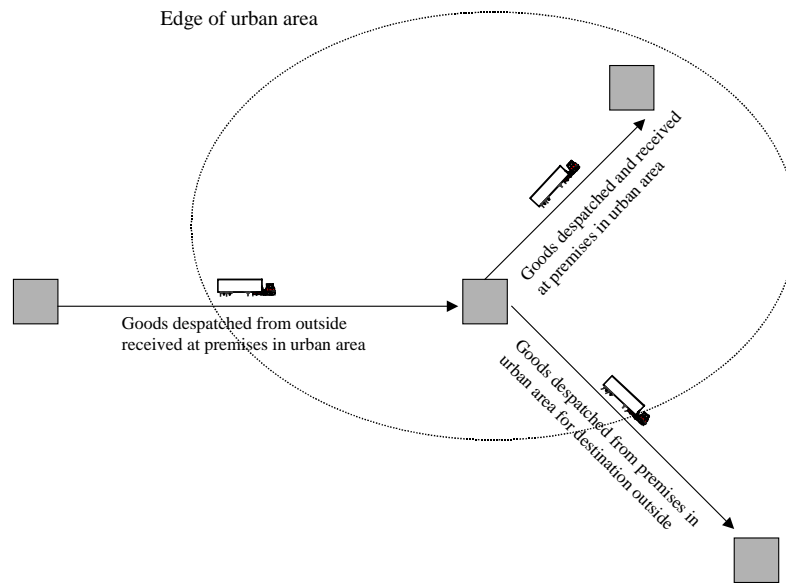 Edge of urban area
Goods despatched and received
at premises in urban area
Goods despatched from outside
received at premises in urban area
Goods despatched from premises in
urban area for destination outside